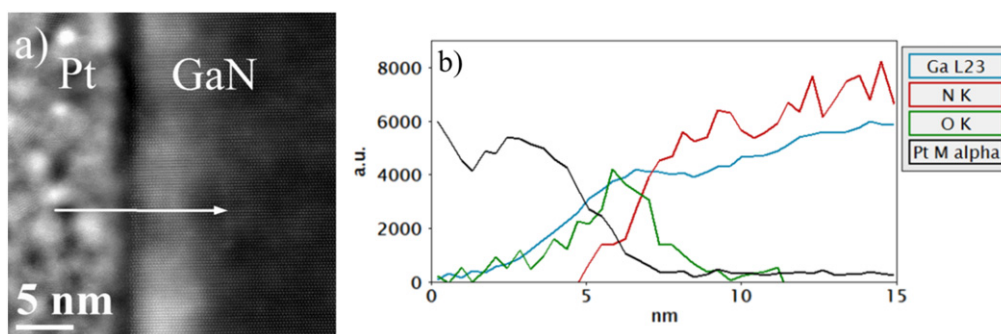 a)
Pt
GaN
5 nm
b)
8000
6000
4000
2000
0
a.u.
0
5
10
15
nm
Ga L23
N K
O K
Pt M alpha